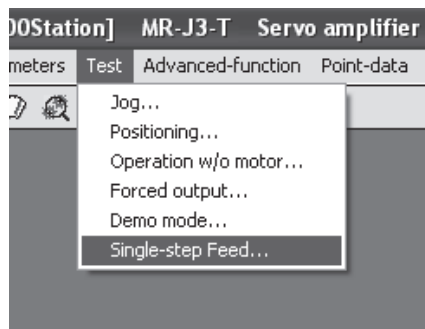 00Station] MR-J3-T Servo amplifier
meters Test Advanced-function Point-data
Jog...
Positioning...
Operation w/o motor...
Forced output...
Demo mode...
Single-step Feed...